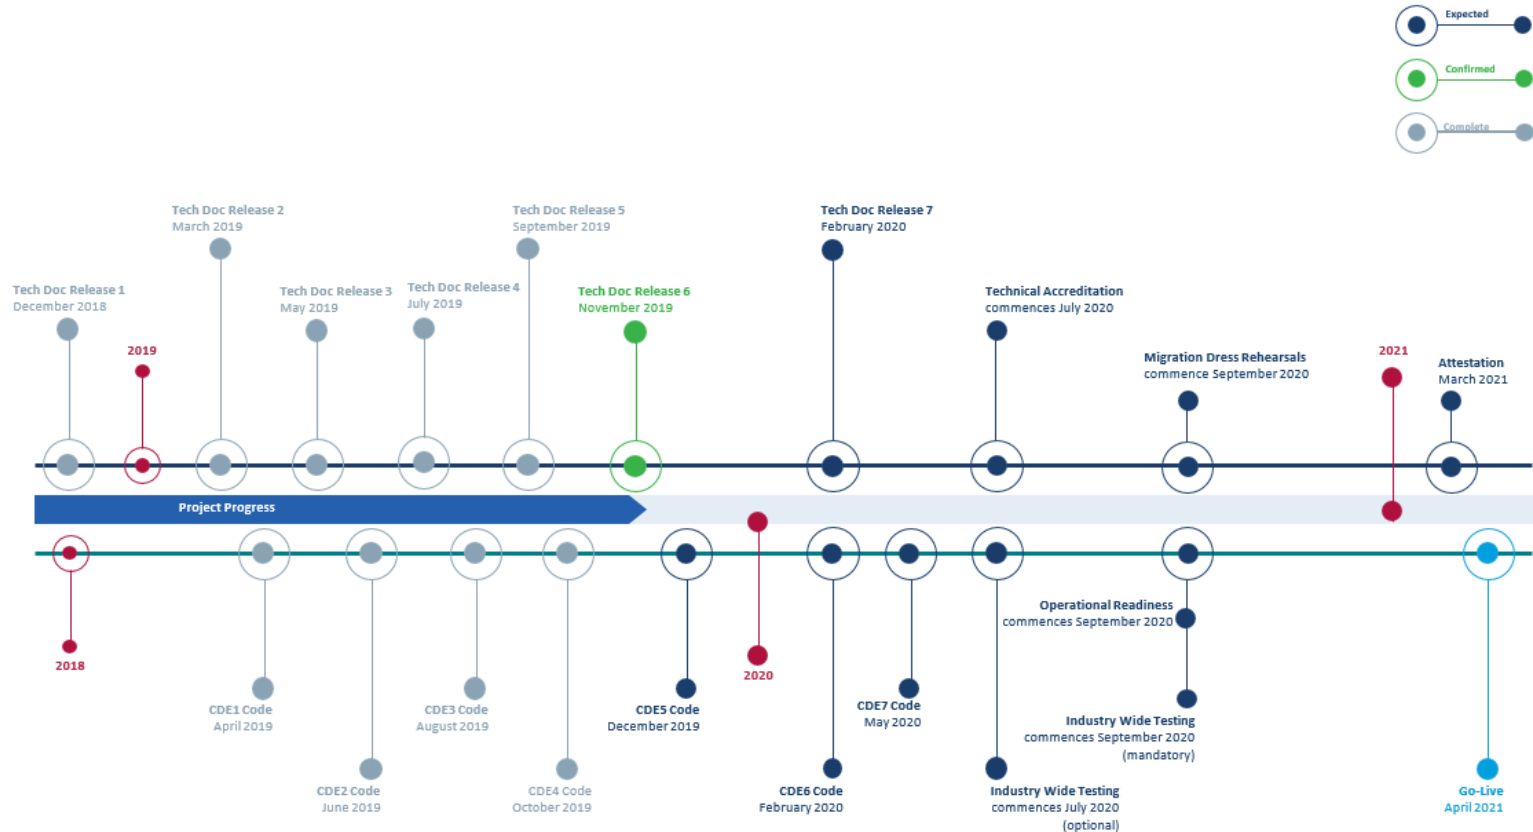 Expected
Confirmed
Complete
Tech Doc Release 2
March 2019
Tech Doc Release 5
September 2019
Tech Doc Release 7
February 2020
Tech Doc Release 1
December 2018
Tech Doc Release 3
May 2019
Tech Doc Release 4
July 2019
Tech Doc Release 6
November 2019
Technical Accreditation
commences July 2020
2019
Migration Dress Rehearsals
commence September 2020
2021
Attestation
March 2021
Project Progress
2018
2020
Operational Readiness
commences September 2020
CDE1 Code
April 2019
CDE3 Code
August 2019
CDE5 Code
December 2019
CDE7 Code
May 2020
Industry Wide Testing
commences September 2020
(mandatory)
CDE2 Code
June 2019
CDE4 Code
October 2019
CDE6 Code
February 2020
Industry Wide Testing
commences July 2020
(optional)
Go-Live
April 2021